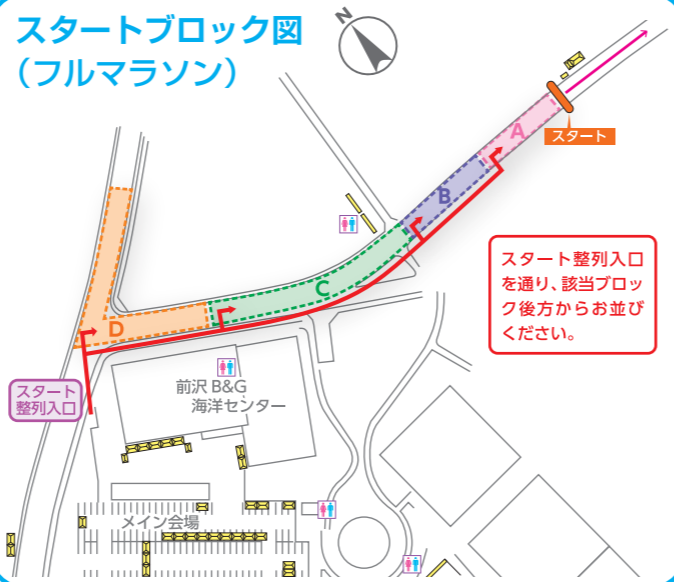 スタートブロック図
（フルマラソン）
N
A
スタート
B
C
D
スタート整列入口
を通り、該当ブロッ
ク後方からお並び
ください。
スタート
整列入口
前沢 B&G
海洋センター
メイン会場